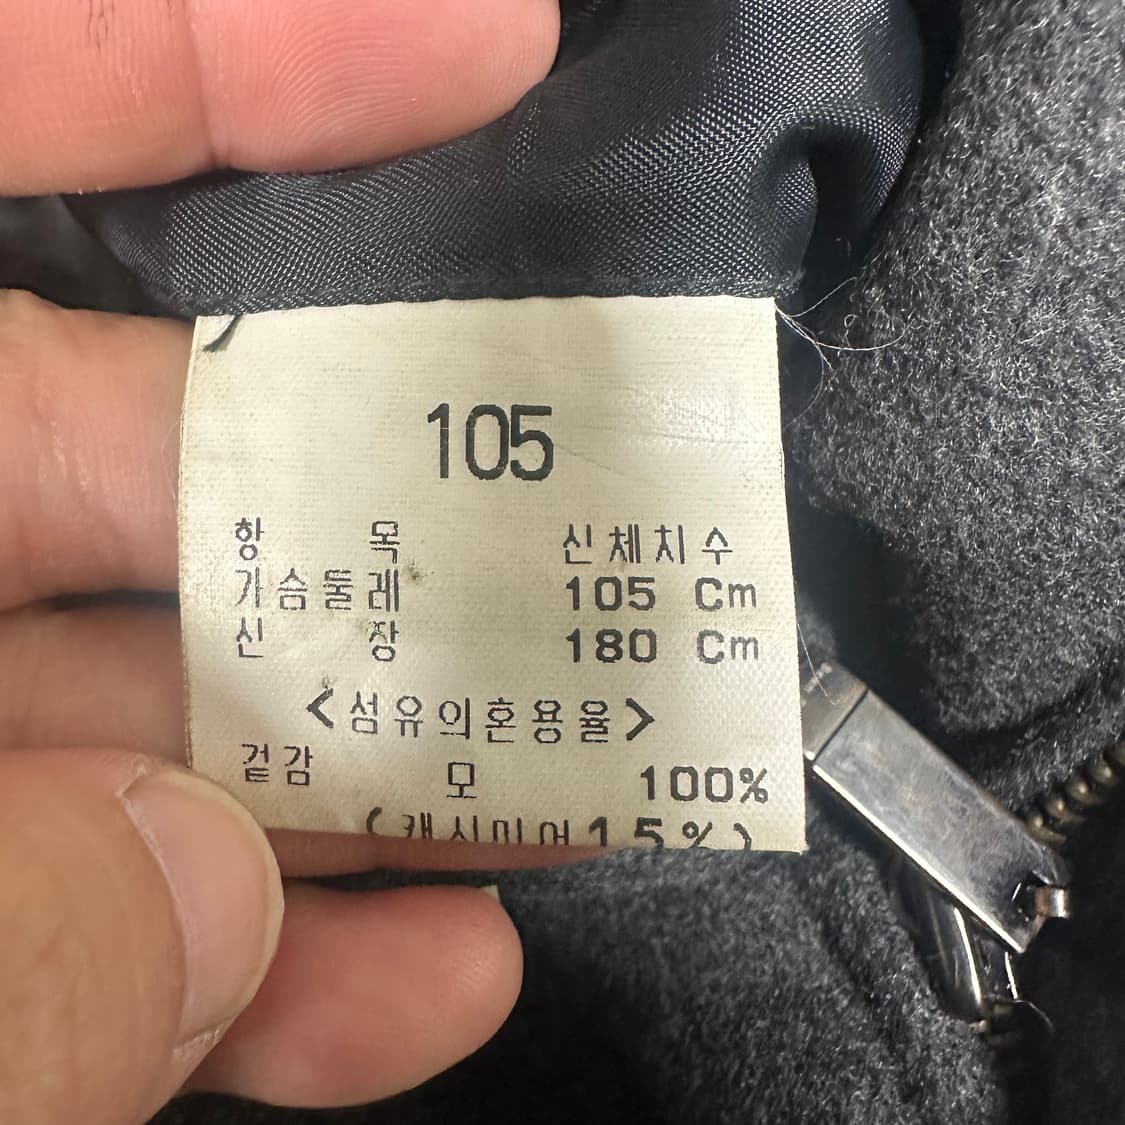 105
항 목 신체치수
가슴둘레 105 Cm
신 장 180 Cm
<섬유의혼용율>
겉감 모 100%
(캐시미어15%)